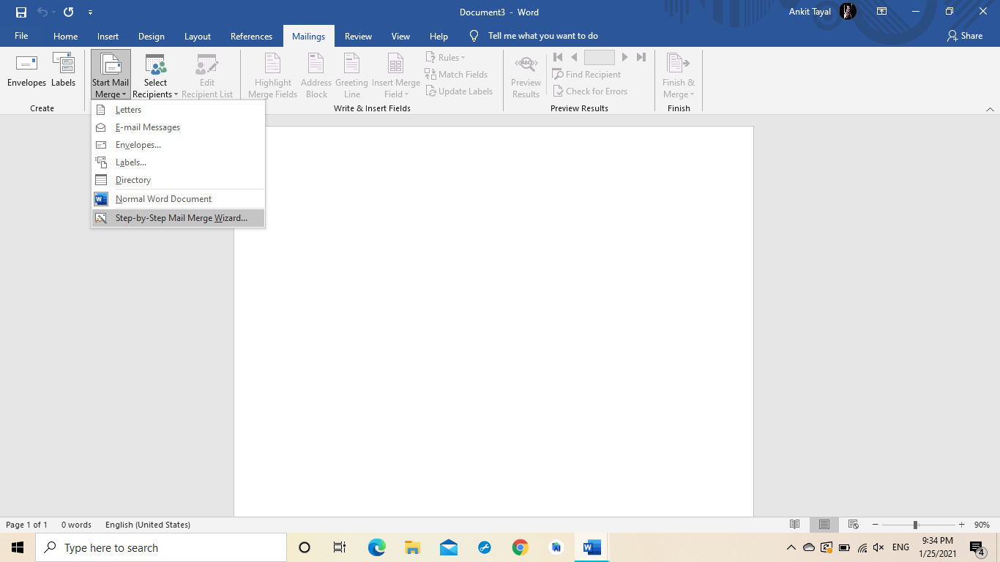 Document3 - Word
Ankit Tayal
File Home Insert Design Layout References Mailings Review View Help Tell me what you want to do Share
Envelopes
Labels
Create
Start Mail
Merge
Select
Recipients
Edit
Recipient List
Highlight
Merge Fields
Address
Block
Greeting
Line
Insert Merge
Field
Rules
Match Fields
Update Labels
Write & Insert Fields
ABC
Preview
Results
Find Recipient
Check for Errors
Preview Results
Finish &
Merge
Finish
Letters
E-mail Messages
Envelopes...
Labels...
Directory
W
Normal Word Document
Step-by-Step Mail Merge Wizard...
Page 1 of 1 0 words English (United States) 90%
Type here to search
W
ENG
9:34 PM
1/25/2021
4